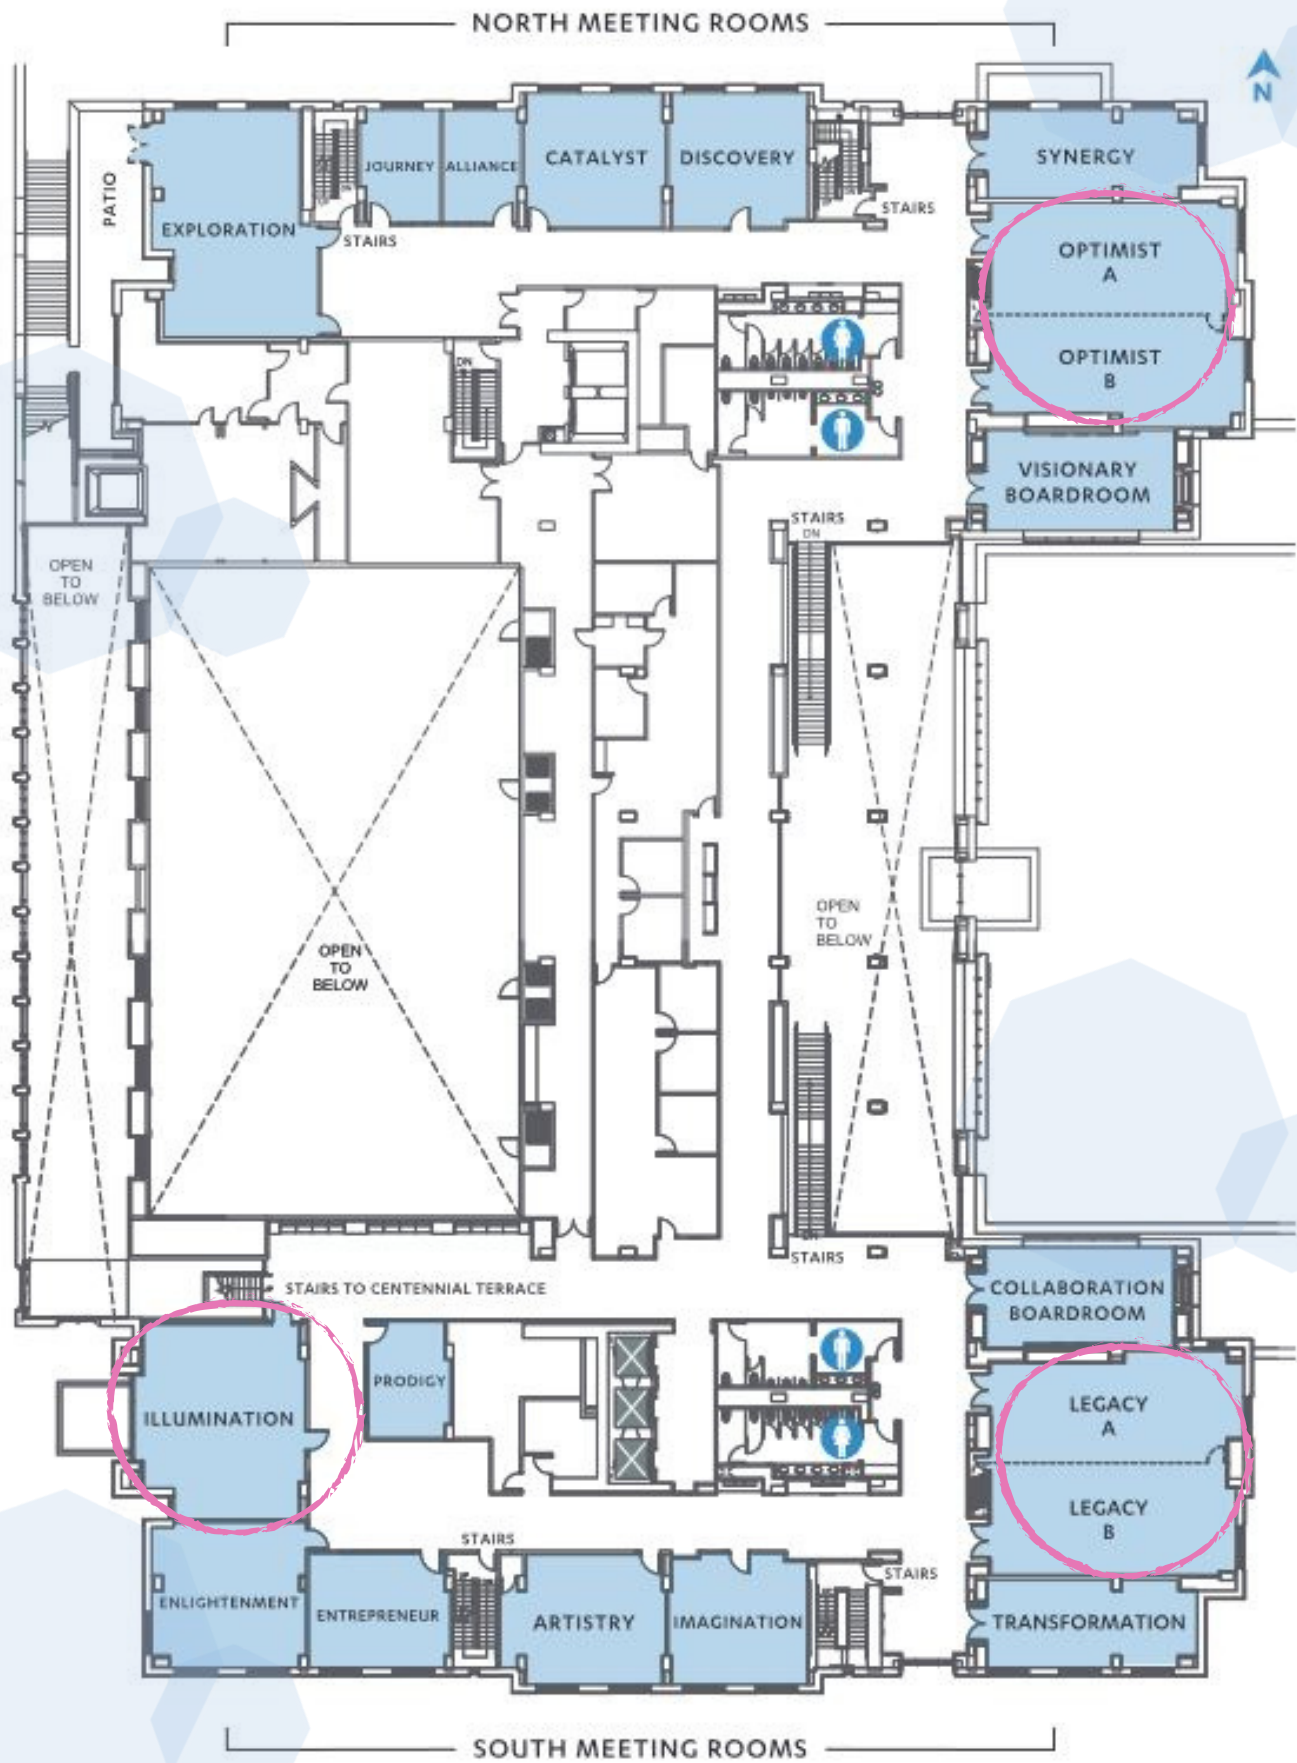 NORTH MEETING ROOMS
N
SYNERGY
JOURNEY
ALLIANCE
CATALYST
DISCOVERY
PATIO
EXPLORATION
STAIRS
STAIRS
OPTIMIST
A
OPTIMIST
B
DN
VISIONARY
BOARDROOM
STAIRS
DN
OPEN
TO
BELOW
OPEN
TO
BELOW
OPEN
TO
BELOW
STAIRS
STAIRS TO CENTENNIAL TERRACE
COLLABORATION
BOARDROOM
PRODIGY
ILLUMINATION
LEGACY
A
LEGACY
B
STAIRS
STAIRS
ENLIGHTENMENT
ENTREPRENEUR
ARTISTRY
IMAGINATION
TRANSFORMATION
SOUTH MEETING ROOMS